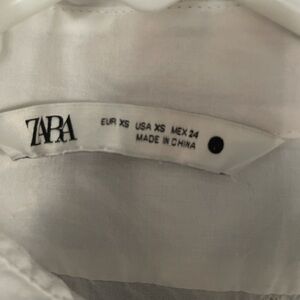 ZARA
EUR XS USA XS MEX 24
MADE IN CHINA